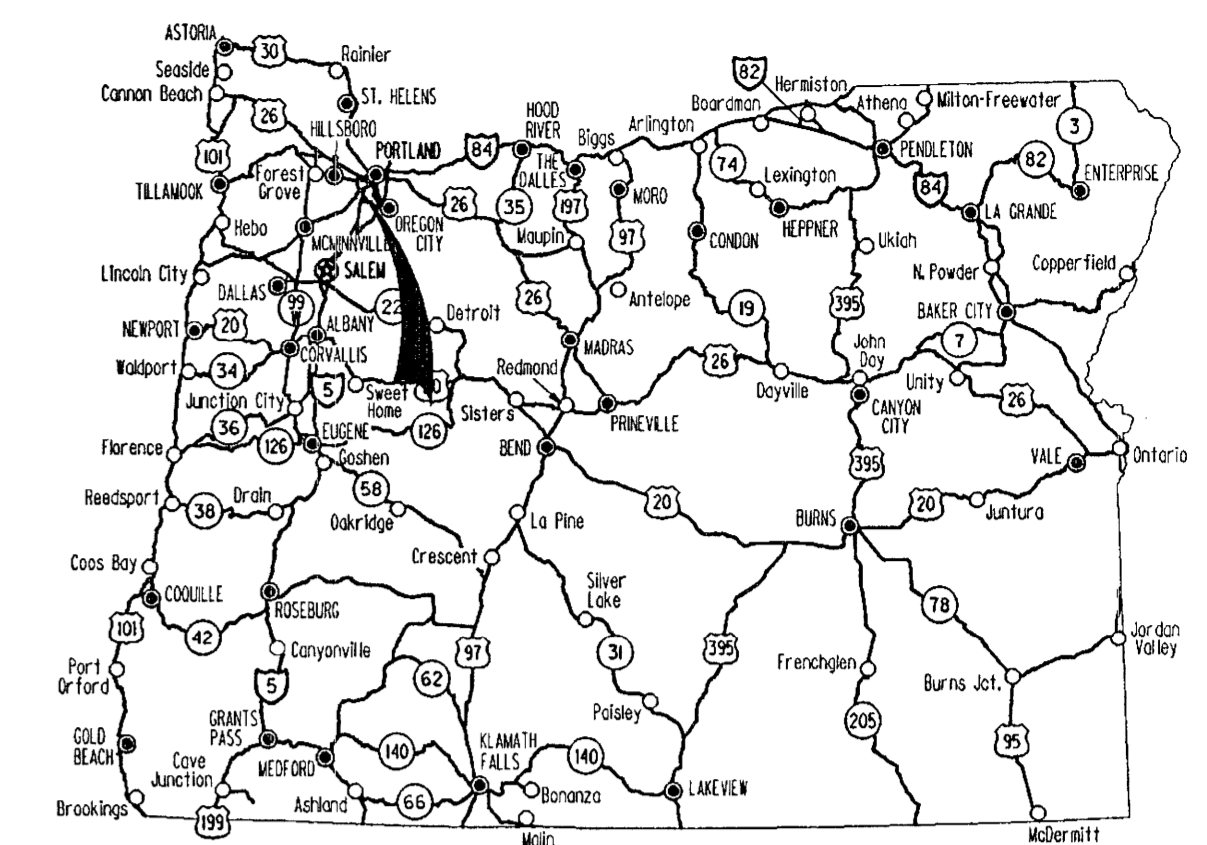 ASTORIA
30
Rainier
Seaside
Cannon Beach
ST. HELENS
26
HILLSBORO
PORTLAND
84
HOOD
RIVER
THE
DALLES
Biggs
Arlington
Boardman
82
Hermiston
Athena
Milton-Freewater
3
101
Forest
Grove
TILLAMOOK
74
PENDLETON
82
ENTERPRISE
Lexington
84
26
35
197
MORO
OREGON
CITY
HEPPNER
LA GRANDE
Hebo
MCMINNVILLE
Maupin
97
CONDON
Ukiah
SALEM
N. Powder
Copperfield
Lincoln City
DALLAS
99
22
26
Antelope
19
395
BAKER CITY
Detroit
NEWPORT
20
ALBANY
MADRAS
John
Day
7
CORVALLIS
Waldport
34
Redmond
26
Dayville
Unity
5
Sweet
Home
Sisters
PRINEVILLE
CANYON
CITY
26
Junction City
36
126
EUGENE
126
BEND
Florence
Goshen
395
VALE
Ontario
58
Reedsport
38
Drain
Oakridge
La Pine
20
BURNS
20
Juntura
Crescent
Coos Bay
COQUILLE
ROSEBURG
Silver
Lake
78
101
42
Canyonville
97
31
395
Jordan
Valley
Port
Orford
5
62
Frenchglen
Burns Jct.
Paisley
GRANTS
PASS
205
GOLD
BEACH
140
KLAMATH
FALLS
140
95
Cave
Junction
MEDFORD
Ashland
66
Bonanza
LAKEVIEW
Brookings
199
Malin
McDermitt